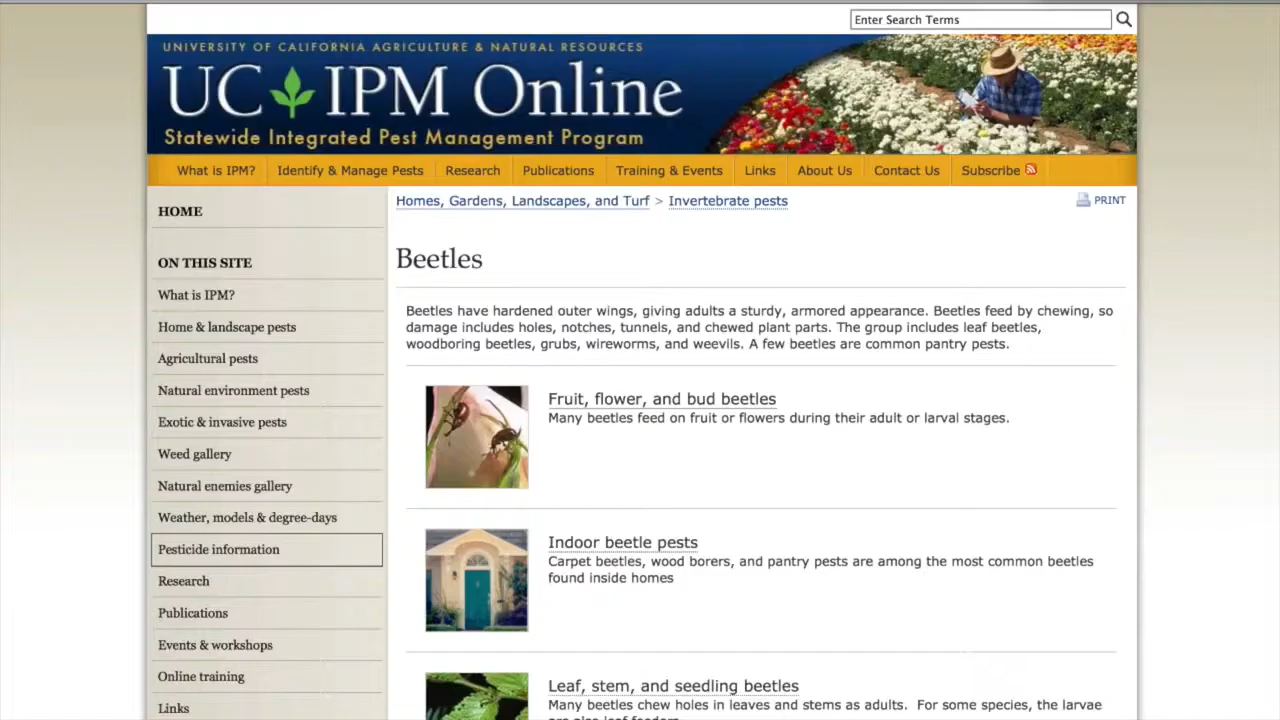 Enter Search Terms
UNIVERSITY OF CALIFORNIA AGRICULTURE & NATURAL RESOURCES
UC IPM Online
Statewide Integrated Pest Management Program
What is IPM? Identify & Manage Pests Research Publications Training & Events Links About Us Contact Us Subscribe
HOME
ON THIS SITE
What is IPM?
Home & landscape pests
Agricultural pests
Natural environment pests
Exotic & invasive pests
Weed gallery
Natural enemies gallery
Weather, models & degree-days
Pesticide information
Research
Publications
Events & workshops
Online training
Links
Homes, Gardens, Landscapes, and Turf > Invertebrate pests
PRINT
Beetles
Beetles have hardened outer wings, giving adults a sturdy, armored appearance. Beetles feed by chewing, so
damage includes holes, notches, tunnels, and chewed plant parts. The group includes leaf beetles,
woodboring beetles, grubs, wireworms, and weevils. A few beetles are common pantry pests.
Fruit, flower, and bud beetles
Many beetles feed on fruit or flowers during their adult or larval stages.
Indoor beetle pests
Carpet beetles, wood borers, and pantry pests are among the most common beetles
found inside homes
Leaf, stem, and seedling beetles
Many beetles chew holes in leaves and stems as adults. For some species, the larvae
are also leaf feeders.